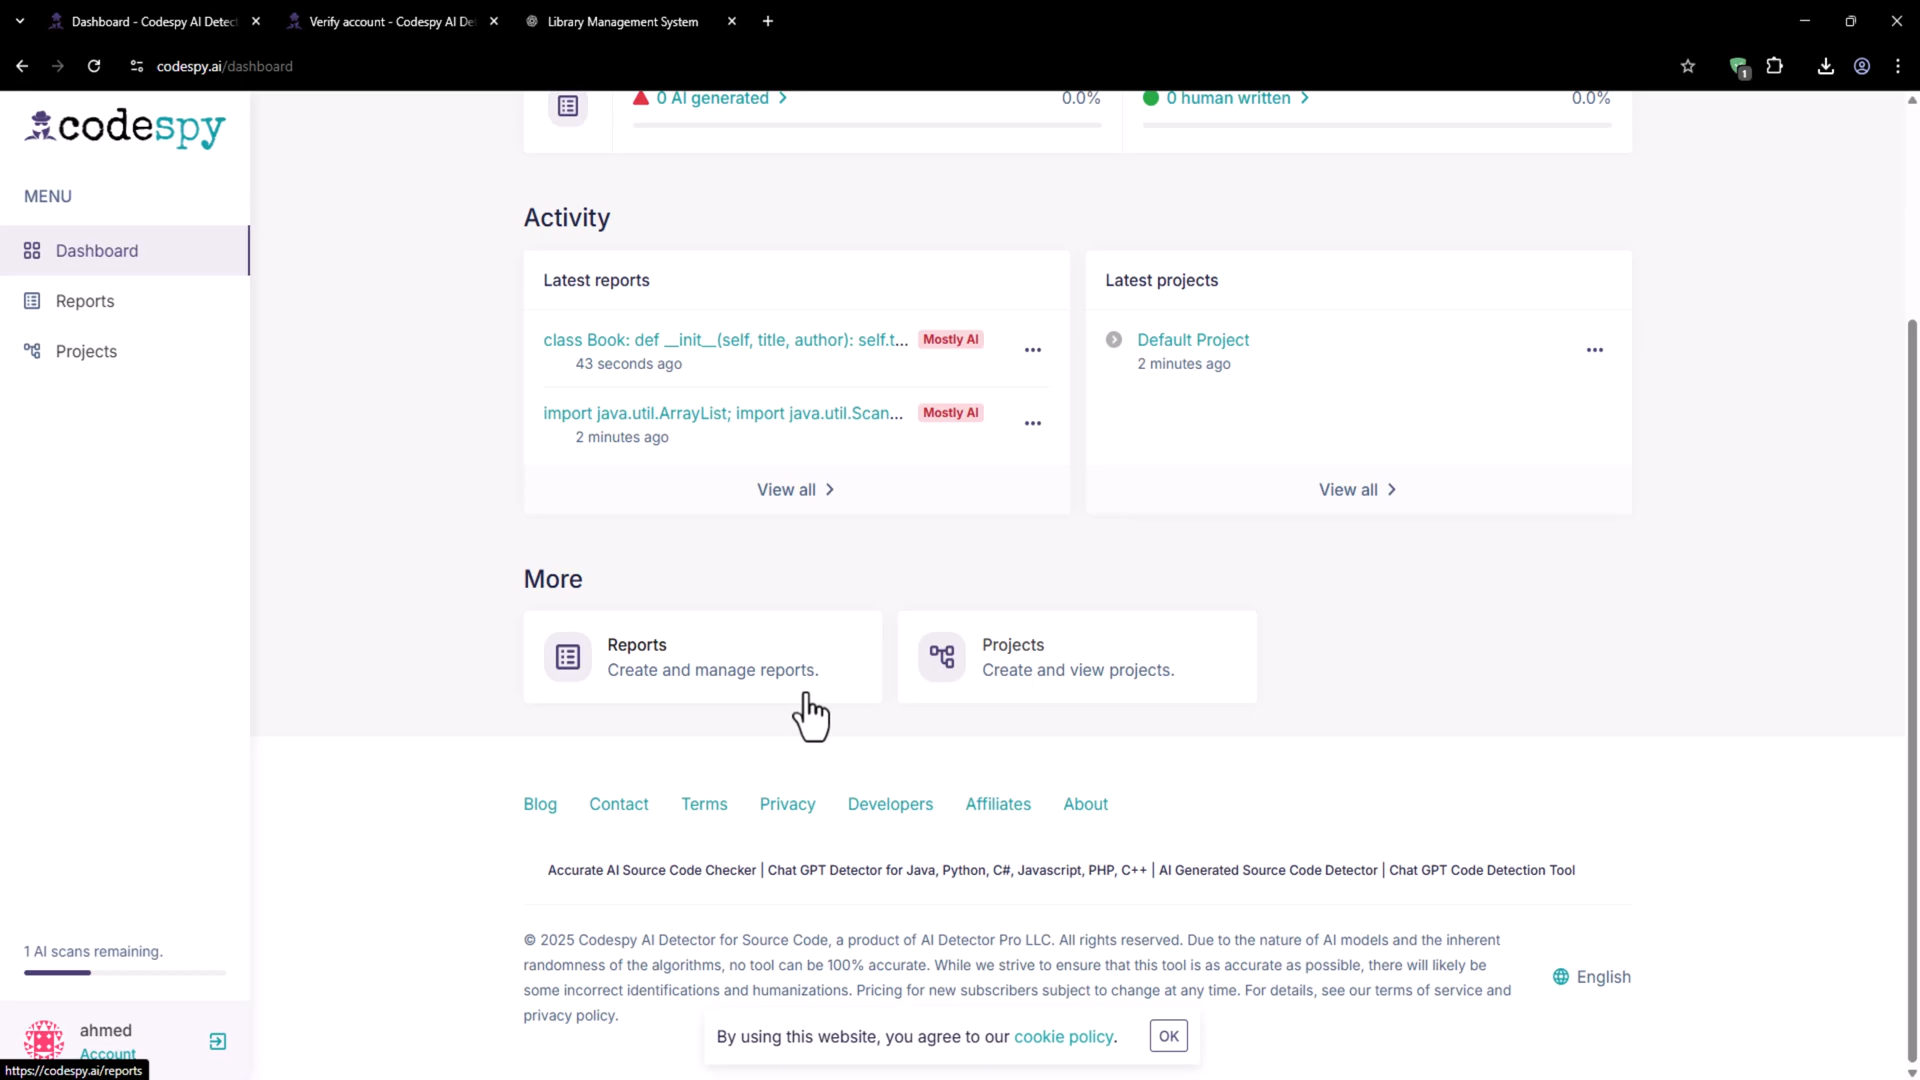 Dashboard - Codespy AI Detect
Verify account - Codespy AI De
Library Management System
codespy.ai/dashboard
1
codespy
MENU
Dashboard
Reports
Projects
0 AI generated
0.0%
0 human written
0.0%
Activity
Latest reports
class Book: def __init__(self, title, author): self.t...
Mostly AI
43 seconds ago
import java.util.ArrayList; import java.util.Scan...
Mostly AI
2 minutes ago
View all
Latest projects
Default Project
2 minutes ago
View all
More
Reports
Create and manage reports.
Projects
Create and view projects.
Blog
Contact
Terms
Privacy
Developers
Affiliates
About
Accurate AI Source Code Checker | Chat GPT Detector for Java, Python, C#, Javascript, PHP, C++ | AI Generated Source Code Detector | Chat GPT Code Detection Tool
© 2025 Codespy AI Detector for Source Code, a product of AI Detector Pro LLC. All rights reserved. Due to the nature of AI models and the inherent
randomness of the algorithms, no tool can be 100% accurate. While we strive to ensure that this tool is as accurate as possible, there will likely be
some incorrect identifications and humanizations. Pricing for new subscribers subject to change at any time. For details, see our terms of service and
privacy policy.
English
By using this website, you agree to our cookie policy.
OK
1 AI scans remaining.
ahmed
Account
https://codespy.ai/reports